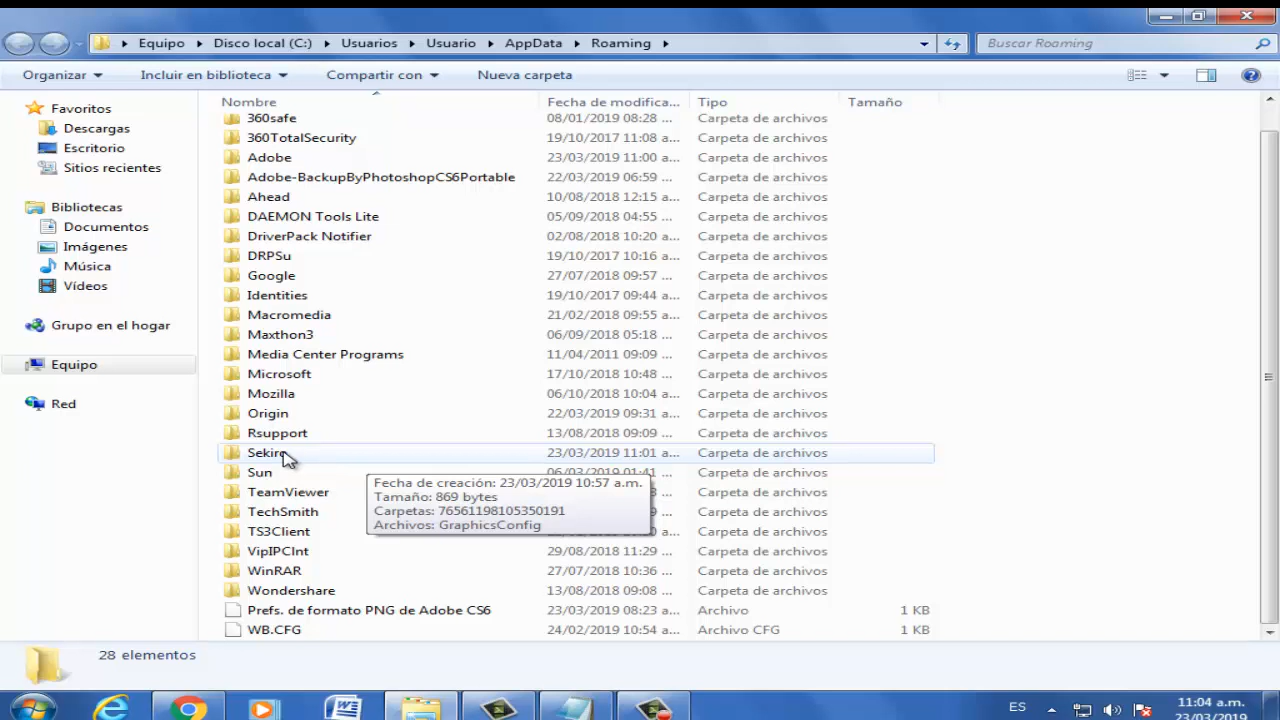 Equipo Disco local (C:) Usuarios Usuario AppData Roaming
Buscar Roaming
Organizar Incluir en biblioteca Compartir con Nueva carpeta
Favoritos
Descargas
Escritorio
Sitios recientes
Bibliotecas
Documentos
Imágenes
Música
Vídeos
Grupo en el hogar
Equipo
Red
Nombre Fecha de modifica... Tipo Tamaño
360safe 08/01/2019 08:28 ... Carpeta de archivos
360TotalSecurity 19/10/2017 11:08 a... Carpeta de archivos
Adobe 23/03/2019 11:00 a... Carpeta de archivos
Adobe-BackupByPhotoshopCS6Portable 22/03/2019 06:59 ... Carpeta de archivos
Ahead 10/08/2018 12:15 a... Carpeta de archivos
DAEMON Tools Lite 05/09/2018 04:55 ... Carpeta de archivos
DriverPack Notifier 02/08/2018 10:20 a... Carpeta de archivos
DRPSu 19/10/2017 10:16 a... Carpeta de archivos
Google 27/07/2018 09:57 ... Carpeta de archivos
Identities 19/10/2017 09:44 a... Carpeta de archivos
Macromedia 21/02/2018 09:55 a... Carpeta de archivos
Maxthon3 06/09/2018 05:18 ... Carpeta de archivos
Media Center Programs 11/04/2011 09:09 ... Carpeta de archivos
Microsoft 17/10/2018 10:48 ... Carpeta de archivos
Mozilla 06/10/2018 10:04 a... Carpeta de archivos
Origin 22/03/2019 09:31 a... Carpeta de archivos
Rsupport 13/08/2018 09:09 ... Carpeta de archivos
Sekiro 23/03/2019 11:01 a... Carpeta de archivos
Sun 06/03/2019 01:41 Carpeta de archivos
TeamViewer Carpeta de archivos
TechSmith Carpeta de archivos
TS3Client Carpeta de archivos
VipIPCInt 29/08/2018 11:29 ... Carpeta de archivos
WinRAR 27/07/2018 10:36 ... Carpeta de archivos
Wondershare 13/08/2018 09:08 ... Carpeta de archivos
Prefs. de formato PNG de Adobe CS6 23/03/2019 08:23 a... Archivo 1 KB
WB.CFG 24/02/2019 10:54 a... Archivo CFG 1 KB
Fecha de creación: 23/03/2019 10:57 a.m.
Tamaño: 869 bytes
Carpetas: 76561198105350191
Archivos: GraphicsConfig
28 elementos
ES
11:04 a.m.
23/03/2019